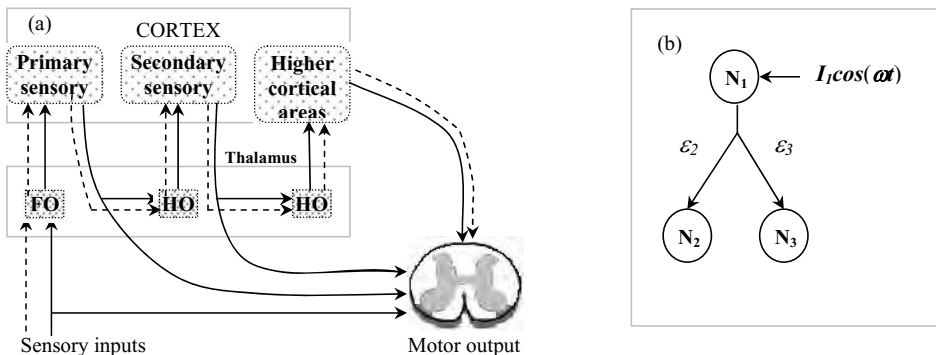 (a)
CORTEX
Primary
sensory
Secondary
sensory
Higher
cortical
areas
Thalamus
FO
HO
HO
Sensory inputs
Motor output
(b)
N₁
I₁cos(ωt)
ε₂
ε₃
N₂
N₃